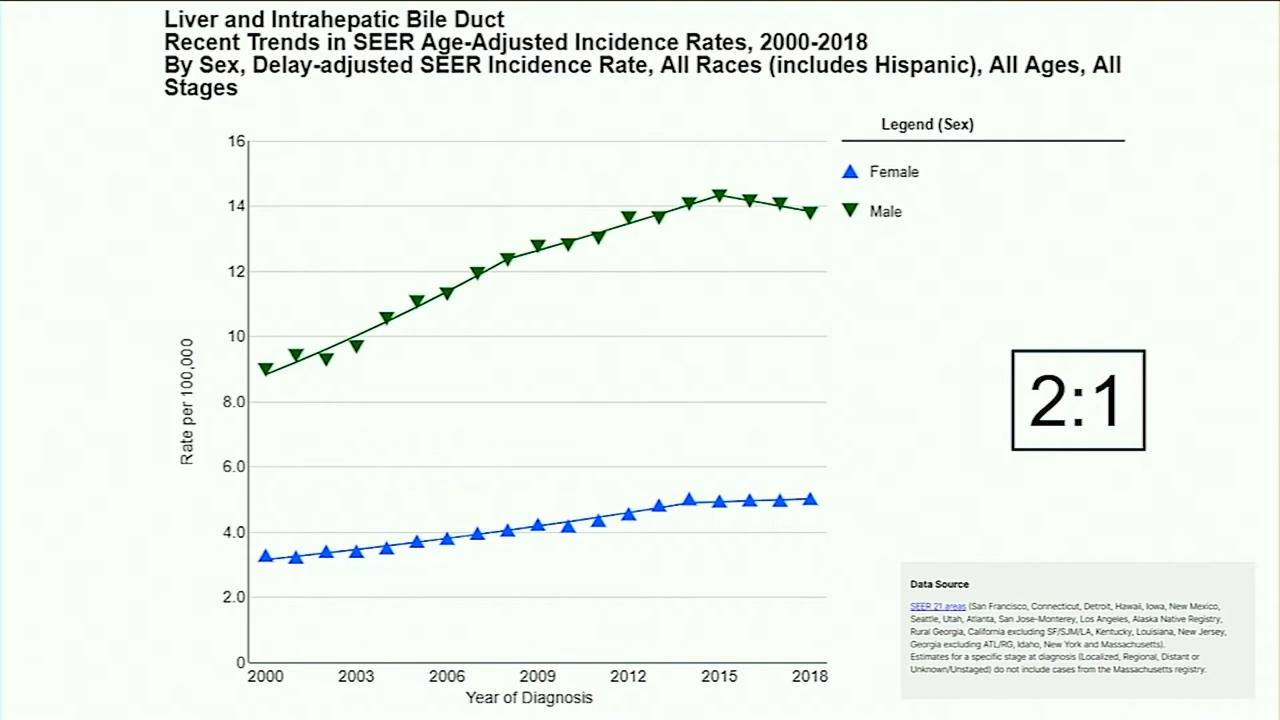 Liver and Intrahepatic Bile Duct
Recent Trends in SEER Age-Adjusted Incidence Rates, 2000-2018
By Sex, Delay-adjusted SEER Incidence Rate, All Races (includes Hispanic), All Ages, All
Stages
Legend (Sex)
Female
Male
16
14
12
10
8.0
6.0
4.0
2.0
0
Rate per 100,000
2000 2003 2006 2009 2012 2015 2018
Year of Diagnosis
2:1
Data Source
SEER 21 areas (San Francisco, Connecticut, Detroit, Hawaii, Iowa, New Mexico,
Seattle, Utah, Atlanta, San Jose-Monterey, Los Angeles, Alaska Native Registry,
Rural Georgia, California excluding SF/SJM/LA, Kentucky, Louisiana, New Jersey,
Georgia excluding ATL/RG, Idaho, New York and Massachusetts).
Estimates for a specific stage at diagnosis (Localized, Regional, Distant or
Unknown/Unstaged) do not include cases from the Massachusetts registry.